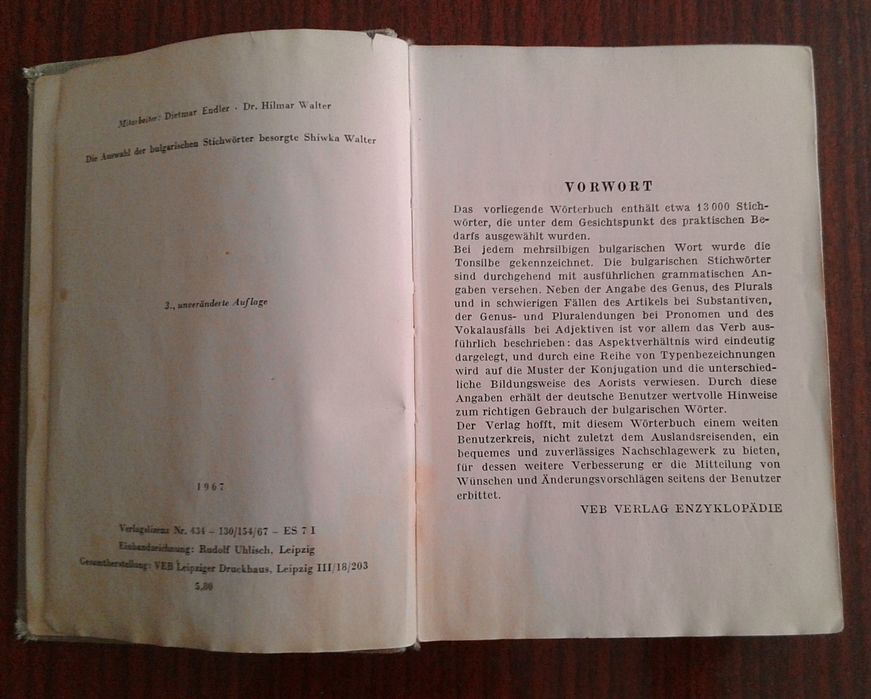 Mitarbeiter: Dietmar Endler · Dr. Hilmar Walter
Die Auswahl der bulgarischen Stichwörter besorgte Shiwka Walter
3., unveränderte Auflage
1967
Verlagslizenz Nr. 434 – 130/154/67 – ES 7 I
Einbandzeichnung: Rudolf Uhlisch, Leipzig
Gesamtherstellung: VEB Leipziger Druckhaus, Leipzig III/18/203
5,80
VORWORT
Das vorliegende Wörterbuch enthält etwa 13 000 Stich-
wörter, die unter dem Gesichtspunkt des praktischen Be-
darfs ausgewählt wurden.
Bei jedem mehrsilbigen bulgarischen Wort wurde die
Tonsilbe gekennzeichnet. Die bulgarischen Stichwörter
sind durchgehend mit ausführlichen grammatischen An-
gaben versehen. Neben der Angabe des Genus, des Plurals
und in schwierigen Fällen des Artikels bei Substantiven,
der Genus- und Pluralendungen bei Pronomen und des
Vokalausfalls bei Adjektiven ist vor allem das Verb aus-
führlich beschrieben: das Aspektverhältnis wird eindeutig
dargelegt, und durch eine Reihe von Typenbezeichnungen
wird auf die Muster der Konjugation und die unterschied-
liche Bildungsweise des Aorists verwiesen. Durch diese
Angaben erhält der deutsche Benutzer wertvolle Hinweise
zum richtigen Gebrauch der bulgarischen Wörter.
Der Verlag hofft, mit diesem Wörterbuch einem weiten
Benutzerkreis, nicht zuletzt dem Auslandsreisenden, ein
bequemes und zuverlässiges Nachschlagewerk zu bieten,
für dessen weitere Verbesserung er die Mitteilung von
Wünschen und Änderungsvorschlägen seitens der Benutzer
erbittet.
VEB VERLAG ENZYKLOPÄDIE